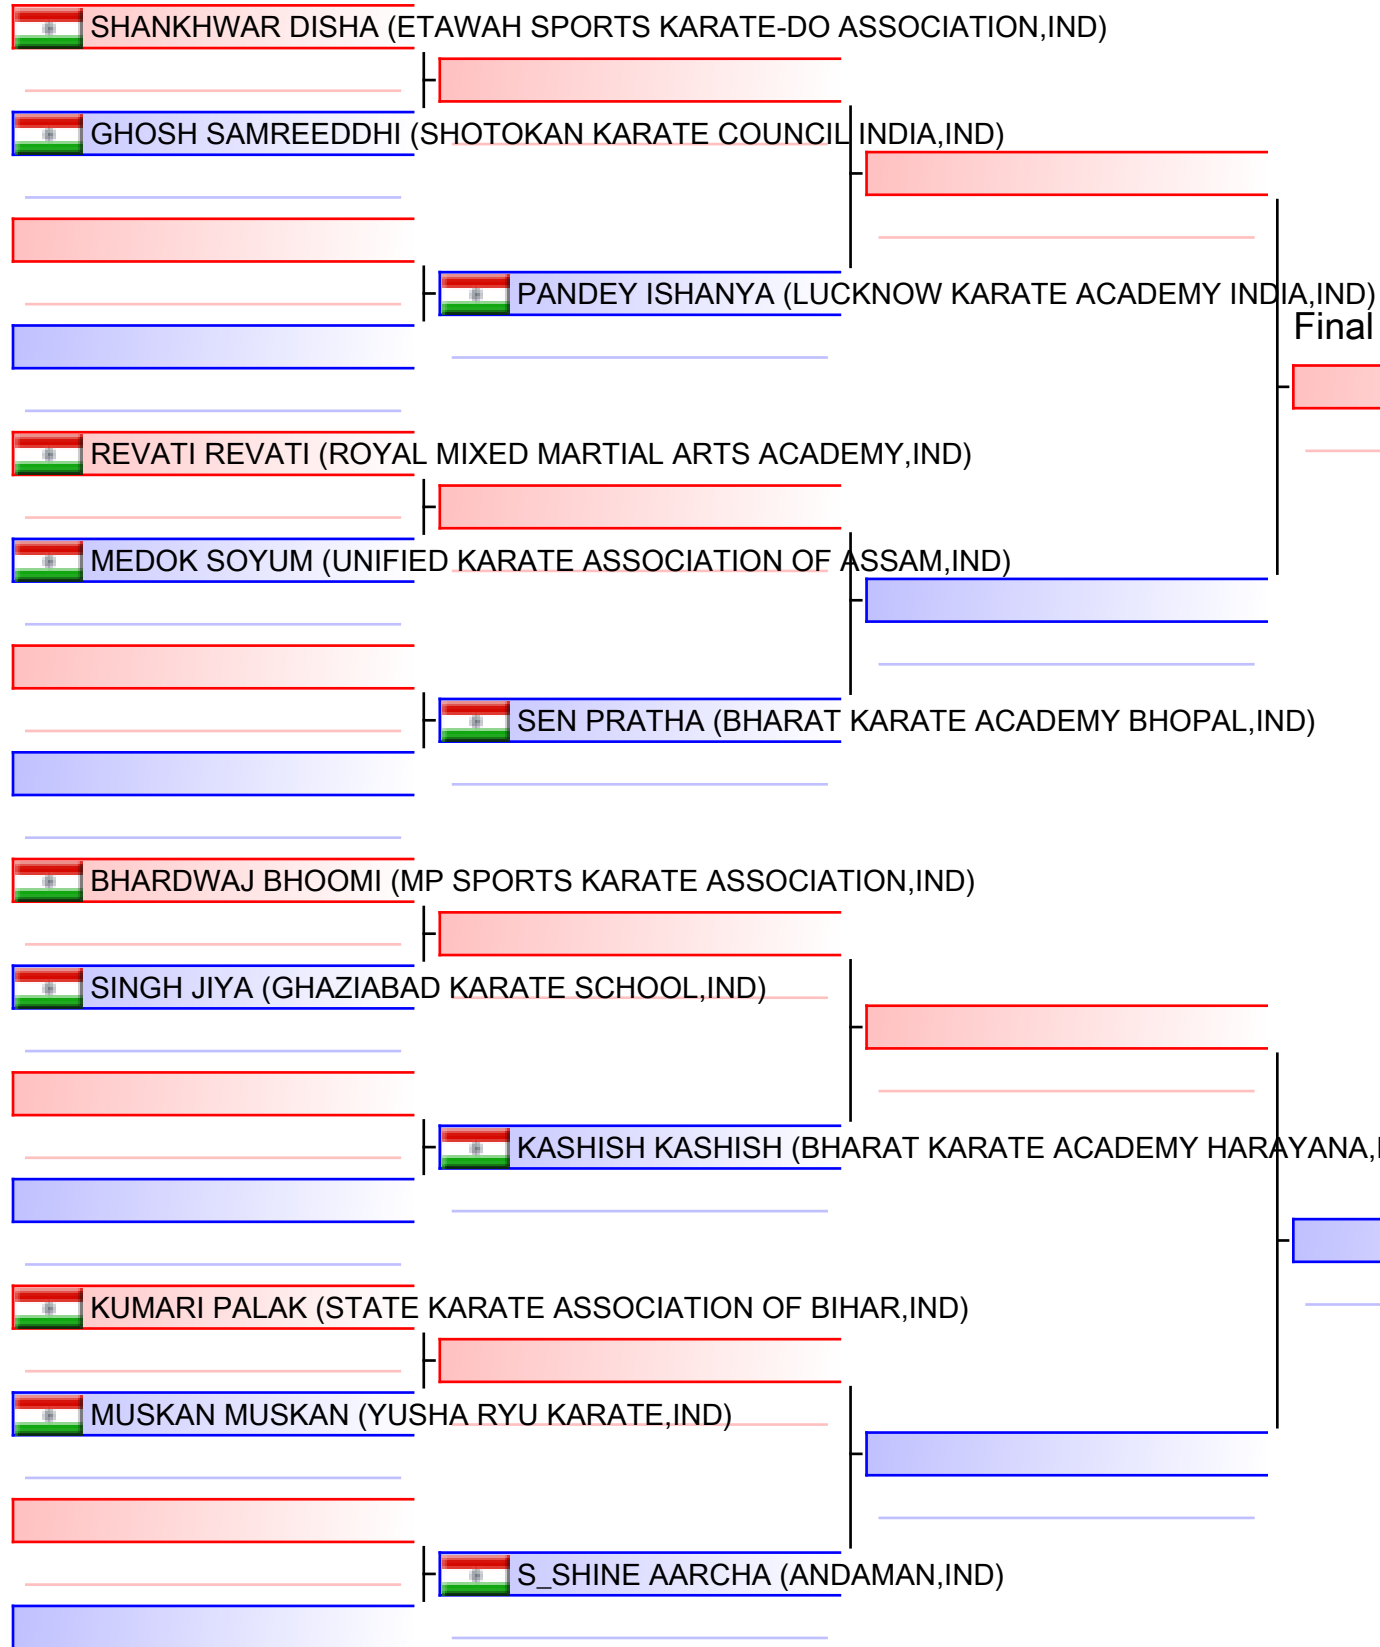 SHANKHWAR DISHA (ETAWAH SPORTS KARATE-DO ASSOCIATION,IND)
GHOSH SAMREEDDHI (SHOTOKAN KARATE COUNCIL INDIA,IND)
PANDEY ISHANYA (LUCKNOW KARATE ACADEMY INDIA,IND)
Final
REVATI REVATI (ROYAL MIXED MARTIAL ARTS ACADEMY,IND)
MEDOK SOYUM (UNIFIED KARATE ASSOCIATION OF ASSAM,IND)
SEN PRATHA (BHARAT KARATE ACADEMY BHOPAL,IND)
BHARDWAJ BHOOMI (MP SPORTS KARATE ASSOCIATION,IND)
SINGH JIYA (GHAZIABAD KARATE SCHOOL,IND)
KASHISH KASHISH (BHARAT KARATE ACADEMY HARAYANA,
KUMARI PALAK (STATE KARATE ASSOCIATION OF BIHAR,IND)
MUSKAN MUSKAN (YUSHA RYU KARATE,IND)
S_SHINE AARCHA (ANDAMAN,IND)